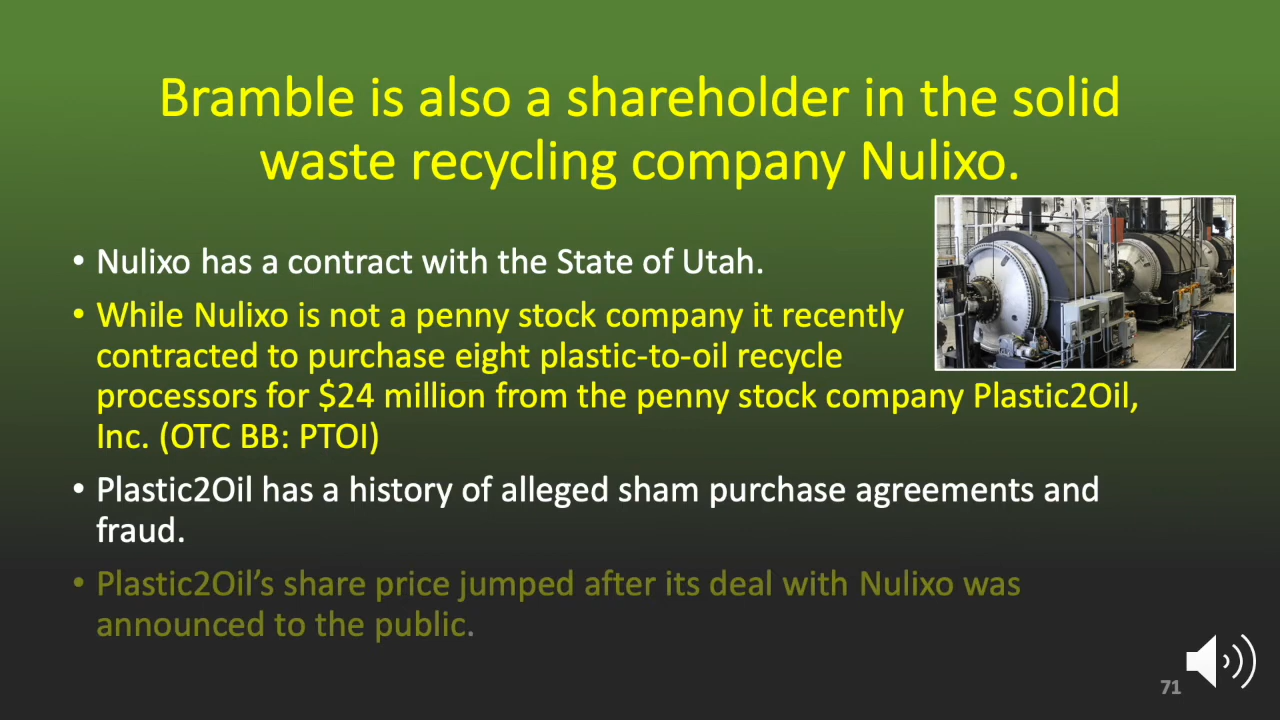 Bramble is also a shareholder in the solid
waste recycling company Nulixo.
• Nulixo has a contract with the State of Utah.
• While Nulixo is not a penny stock company it recently
contracted to purchase eight plastic-to-oil recycle
processors for $24 million from the penny stock company Plastic2Oil,
Inc. (OTC BB: PTOI)
• Plastic2Oil has a history of alleged sham purchase agreements and
fraud.
• Plastic2Oil’s share price jumped after its deal with Nulixo was
announced to the public.
71